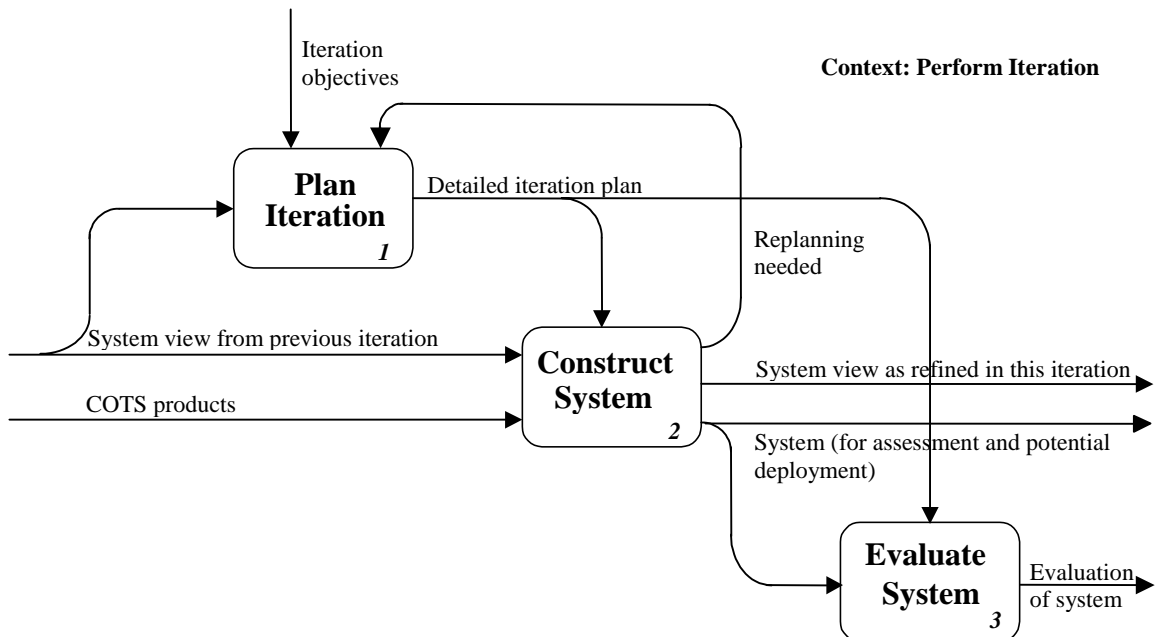 Iteration
objectives
Context: Perform Iteration
Plan
Iteration
1
Detailed iteration plan
Replanning
needed
System view from previous iteration
Construct
System
2
System view as refined in this iteration
COTS products
System (for assessment and potential
deployment)
Evaluate
System
3
Evaluation
of system